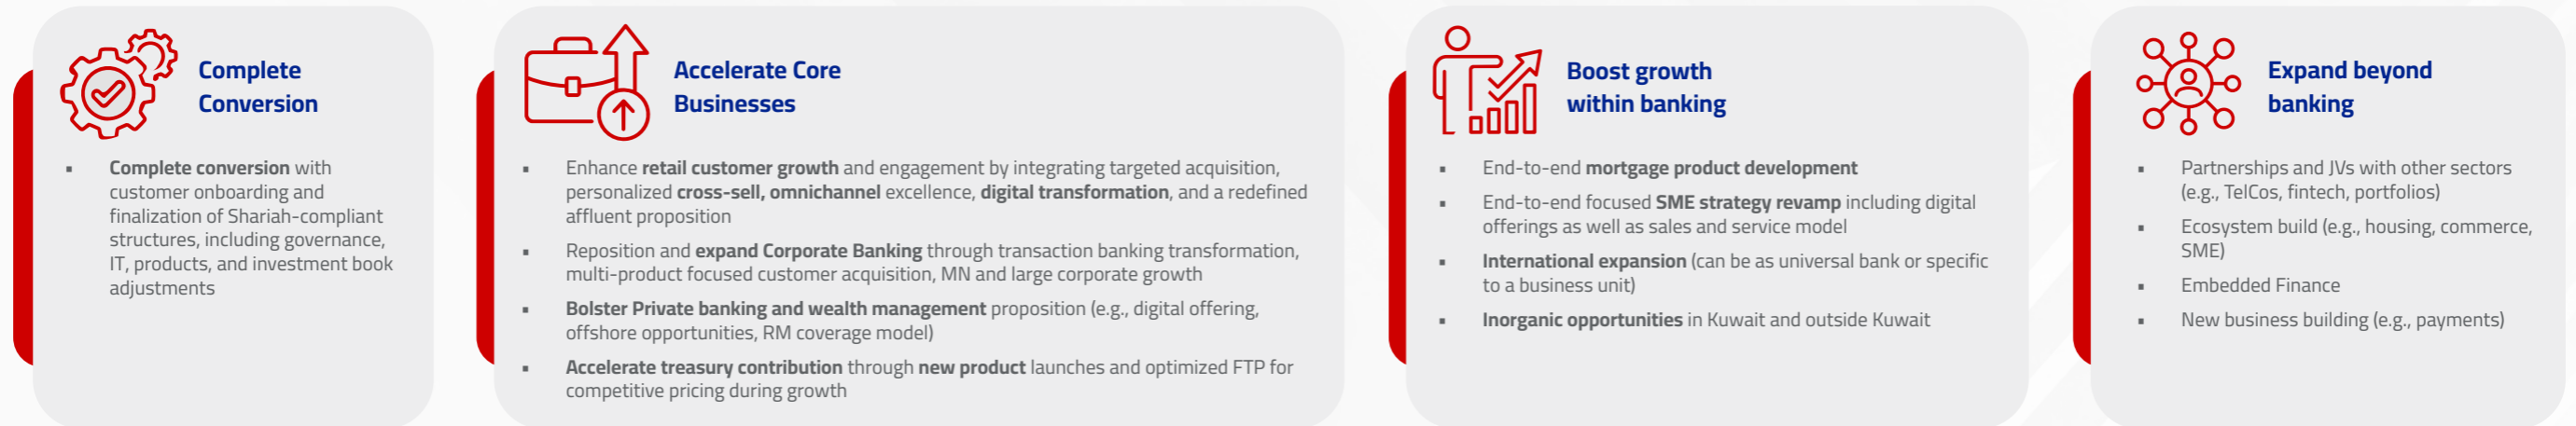 Complete
Conversion
▪ Complete conversion with
customer onboarding and
finalization of Shariah-compliant
structures, including governance,
IT, products, and investment book
adjustments
Accelerate Core
Businesses
▪ Enhance retail customer growth and engagement by integrating targeted acquisition,
personalized cross-sell, omnichannel excellence, digital transformation, and a redefined
affluent proposition
▪ Reposition and expand Corporate Banking through transaction banking transformation,
multi-product focused customer acquisition, MN and large corporate growth
▪ Bolster Private banking and wealth management proposition (e.g., digital offering,
offshore opportunities, RM coverage model)
▪ Accelerate treasury contribution through new product launches and optimized FTP for
competitive pricing during growth
Boost growth
within banking
▪ End-to-end mortgage product development
▪ End-to-end focused SME strategy revamp including digital
offerings as well as sales and service model
▪ International expansion (can be as universal bank or specific
to a business unit)
▪ Inorganic opportunities in Kuwait and outside Kuwait
Expand beyond
banking
▪ Partnerships and JVs with other sectors
(e.g., TelCos, fintech, portfolios)
▪ Ecosystem build (e.g., housing, commerce,
SME)
▪ Embedded Finance
▪ New business building (e.g., payments)